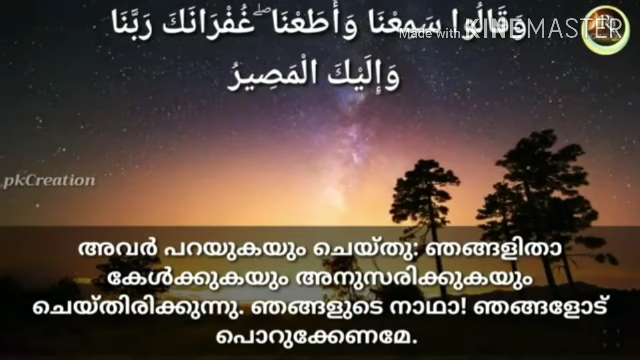 وَقَالُوا سَمِعْنَا وَأَطَعْنَا ۖ غُفْرَانَكَ رَبَّنَا
وَإِلَيْكَ الْمَصِيرُ
Made with KINEMASTER
pkCreation
അവർ പറയുകയും ചെയ്തു: ഞങ്ങളിതാ
കേൾക്കുകയും അനുസരിക്കുകയും
ചെയ്തിരിക്കുന്നു. ഞങ്ങളുടെ നാഥാ! ഞങ്ങളോട്
പൊറുക്കേണമേ.